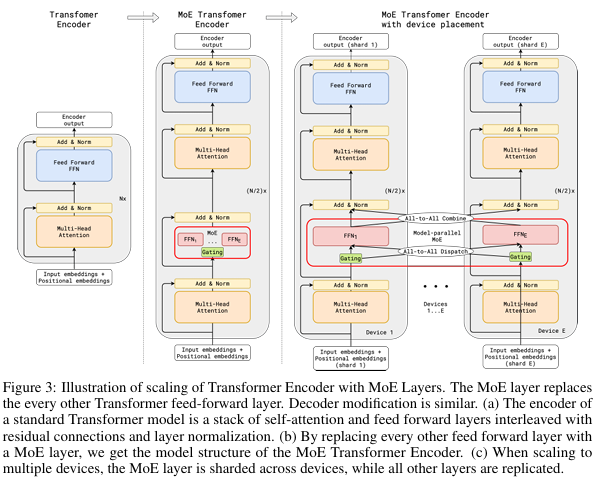 Transformer
Encoder
MoE Transfomer
Encoder
MoE Transfomer Encoder
with device placement
Encoder
output
Add & Norm
Feed Forward
FFN
Add & Norm
Multi-Head
Attention
Nx
Input embeddings +
Positional embeddings
Encoder
output
Add & Norm
Feed Forward
FFN
Add & Norm
Multi-Head
Attention
(N/2)x
Add & Norm
MoE
FFN1 ... FFNE
Gating
Add & Norm
Multi-Head
Attention
Input embeddings +
Positional embeddings
Encoder
output (shard 1)
Add & Norm
Feed Forward
FFN
Add & Norm
Multi-Head
Attention
(N/2)x
Add & Norm
FFN1
Gating
Add & Norm
Multi-Head
Attention
Device 1
Input embeddings +
Positional embeddings
(shard 1)
All-to-All Combine
Model-parallel
MoE
All-to-All Dispatch
• • •
Devices
1...E
Encoder
output (shard E)
Add & Norm
Feed Forward
FFN
Add & Norm
Multi-Head
Attention
(N/2)x
Add & Norm
FFNE
Gating
Add & Norm
Multi-Head
Attention
Device E
Input embeddings +
Positional embeddings
(shard E)
Figure 3: Illustration of scaling of Transformer Encoder with MoE Layers. The MoE layer replaces
the every other Transformer feed-forward layer. Decoder modification is similar. (a) The encoder of
a standard Transformer model is a stack of self-attention and feed forward layers interleaved with
residual connections and layer normalization. (b) By replacing every other feed forward layer with
a MoE layer, we get the model structure of the MoE Transformer Encoder. (c) When scaling to
multiple devices, the MoE layer is sharded across devices, while all other layers are replicated.